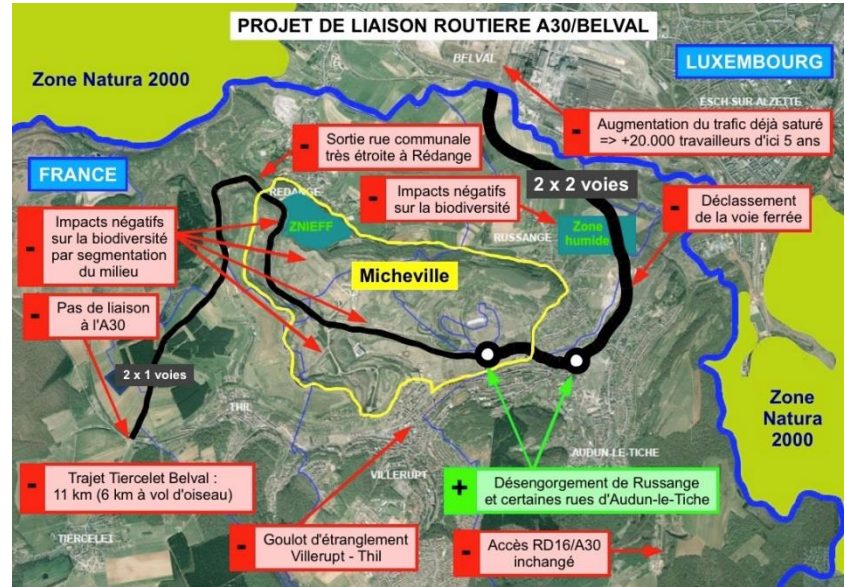 PROJET DE LIAISON ROUTIERE A30/BELVAL
Zone Natura 2000
BELVAL
LUXEMBOURG
ESCH-SUR-ALZETTE
- Sortie rue communale
très étroite à Rédange
- Augmentation du trafic déjà saturé
=> +20.000 travailleurs d'ici 5 ans
FRANCE
REDANGE
- Impacts négatifs
sur la biodiversité
2 x 2 voies
- Déclassement
de la voie ferrée
- Impacts négatifs
sur la biodiversité
par segmentation
du milieu
ZNIEFF
RUSSANGE
Zone
humide
Micheville
- Pas de liaison
à l'A30
2 x 1 voies
THIL
Zone
Natura
2000
- Trajet Tiercelet Belval :
11 km (6 km à vol d'oiseau)
VILLERUPT
AUDUN-LE-TICHE
+ Désengorgement de Russange
et certaines rues d'Audun-le-Tiche
TIERCELET
- Goulot d'étranglement
Villerupt - Thil
- Accès RD16/A30
inchangé